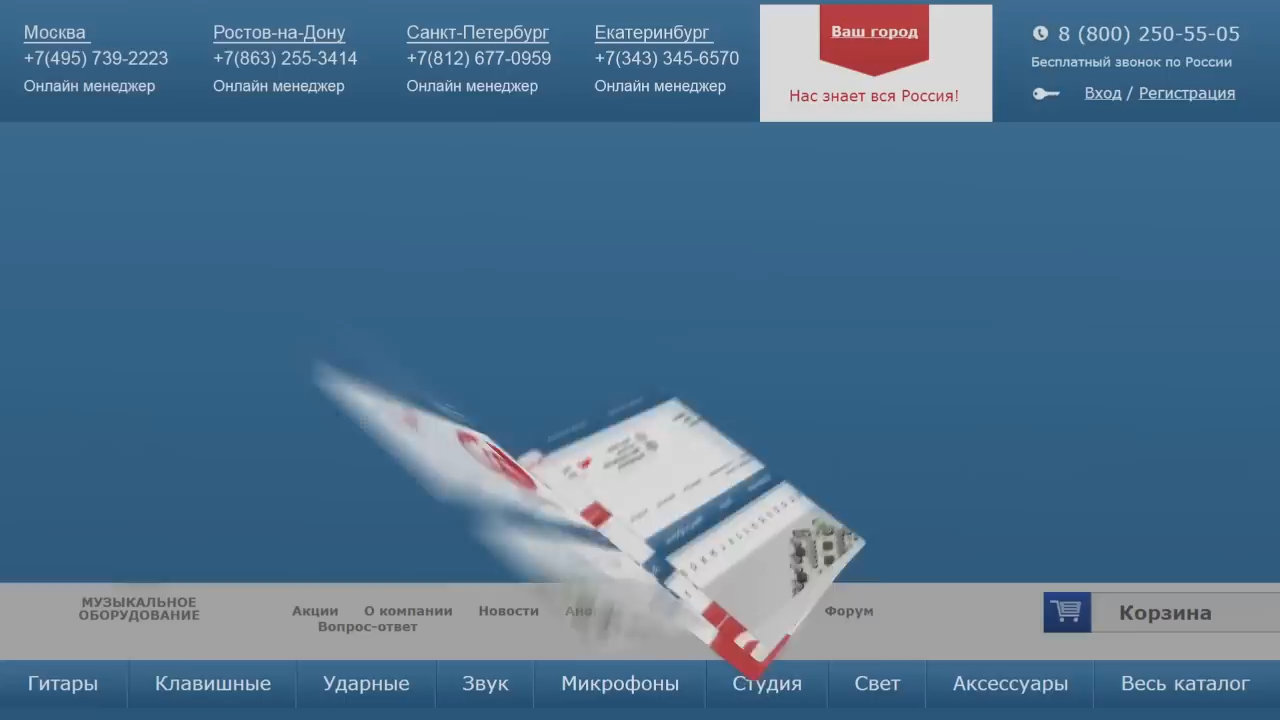 Москва
+7(495) 739-2223
Онлайн менеджер
Ростов-на-Дону
+7(863) 255-3414
Онлайн менеджер
Санкт-Петербург
+7(812) 677-0959
Онлайн менеджер
Екатеринбург
+7(343) 345-6570
Онлайн менеджер
Ваш город
Нас знает вся Россия!
8 (800) 250-55-05
Бесплатный звонок по России
Вход / Регистрация
МУЗЫКАЛЬНОЕ
ОБОРУДОВАНИЕ
Акции О компании Новости Форум
Вопрос-ответ
Корзина
Гитары Клавишные Ударные Звук Микрофоны Студия Свет Аксессуары Весь каталог